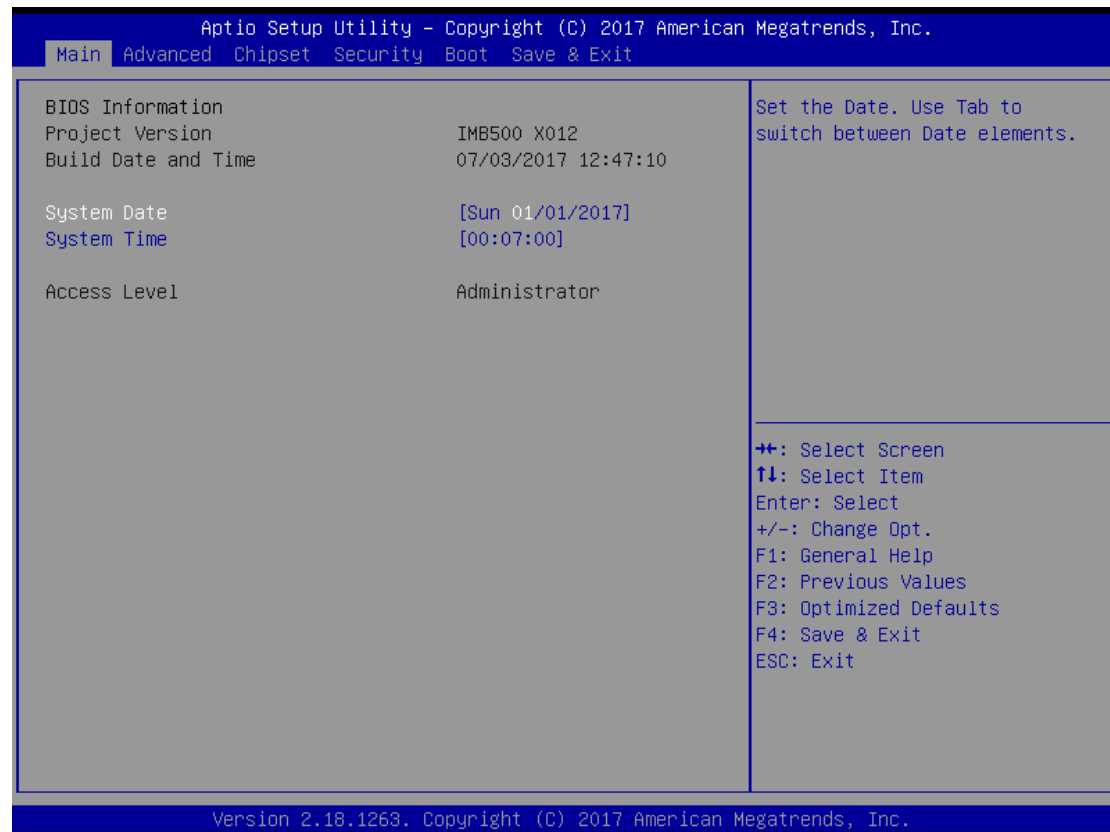 Aptio Setup Utility – Copyright (C) 2017 American Megatrends, Inc.
Main Advanced Chipset Security Boot Save & Exit
BIOS Information
Project Version IMB500 X012
Build Date and Time 07/03/2017 12:47:10
System Date [Sun 01/01/2017]
System Time [00:07:00]
Access Level Administrator
Set the Date. Use Tab to
switch between Date elements.
→←: Select Screen
↑↓: Select Item
Enter: Select
+/-: Change Opt.
F1: General Help
F2: Previous Values
F3: Optimized Defaults
F4: Save & Exit
ESC: Exit
Version 2.18.1263. Copyright (C) 2017 American Megatrends, Inc.